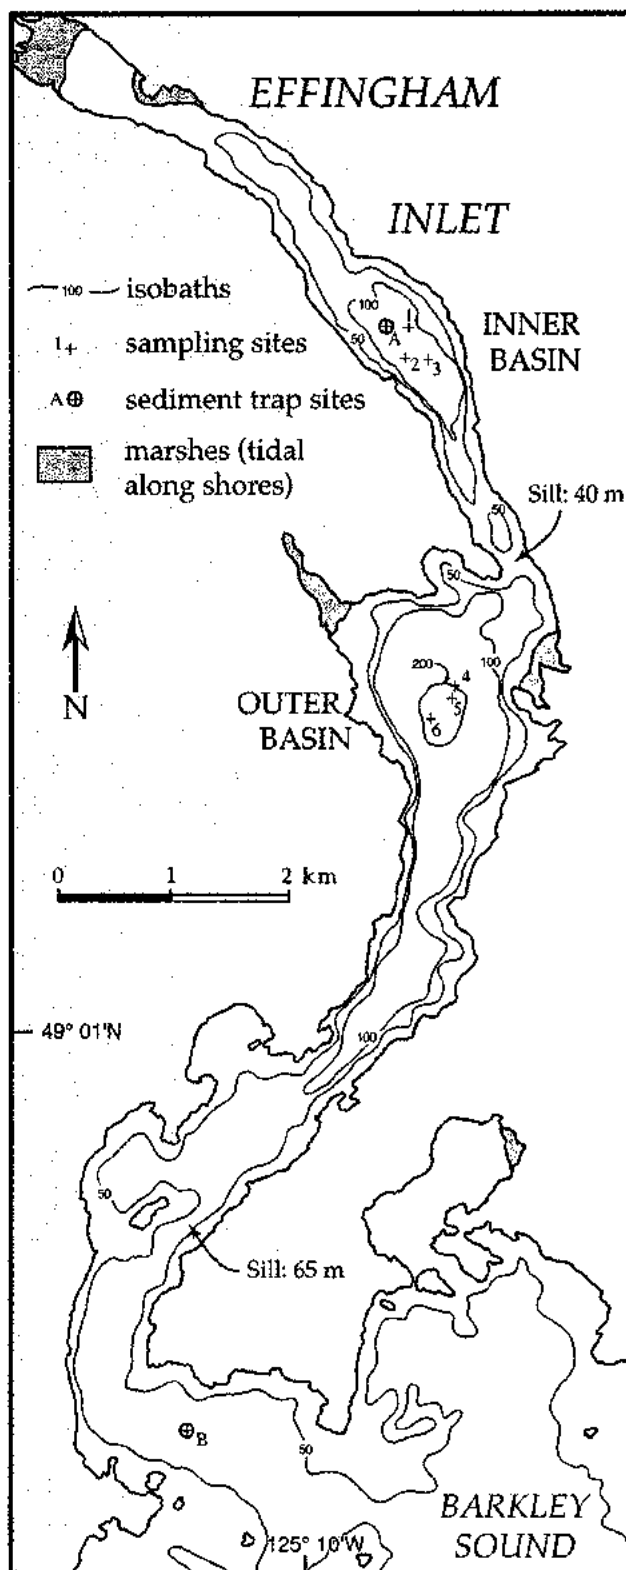 EFFINGHAM
INLET
100 isobaths
1 sampling sites
A sediment trap sites
marshes (tidal
along shores)
100
50
A
1
2 3
INNER
BASIN
50
Sill: 40 m
50
200
100
4
5
6
OUTER
BASIN
N
0 1 2 km
49° 01'N
100
50
Sill: 65 m
B
50
BARKLEY
SOUND
125° 10'W